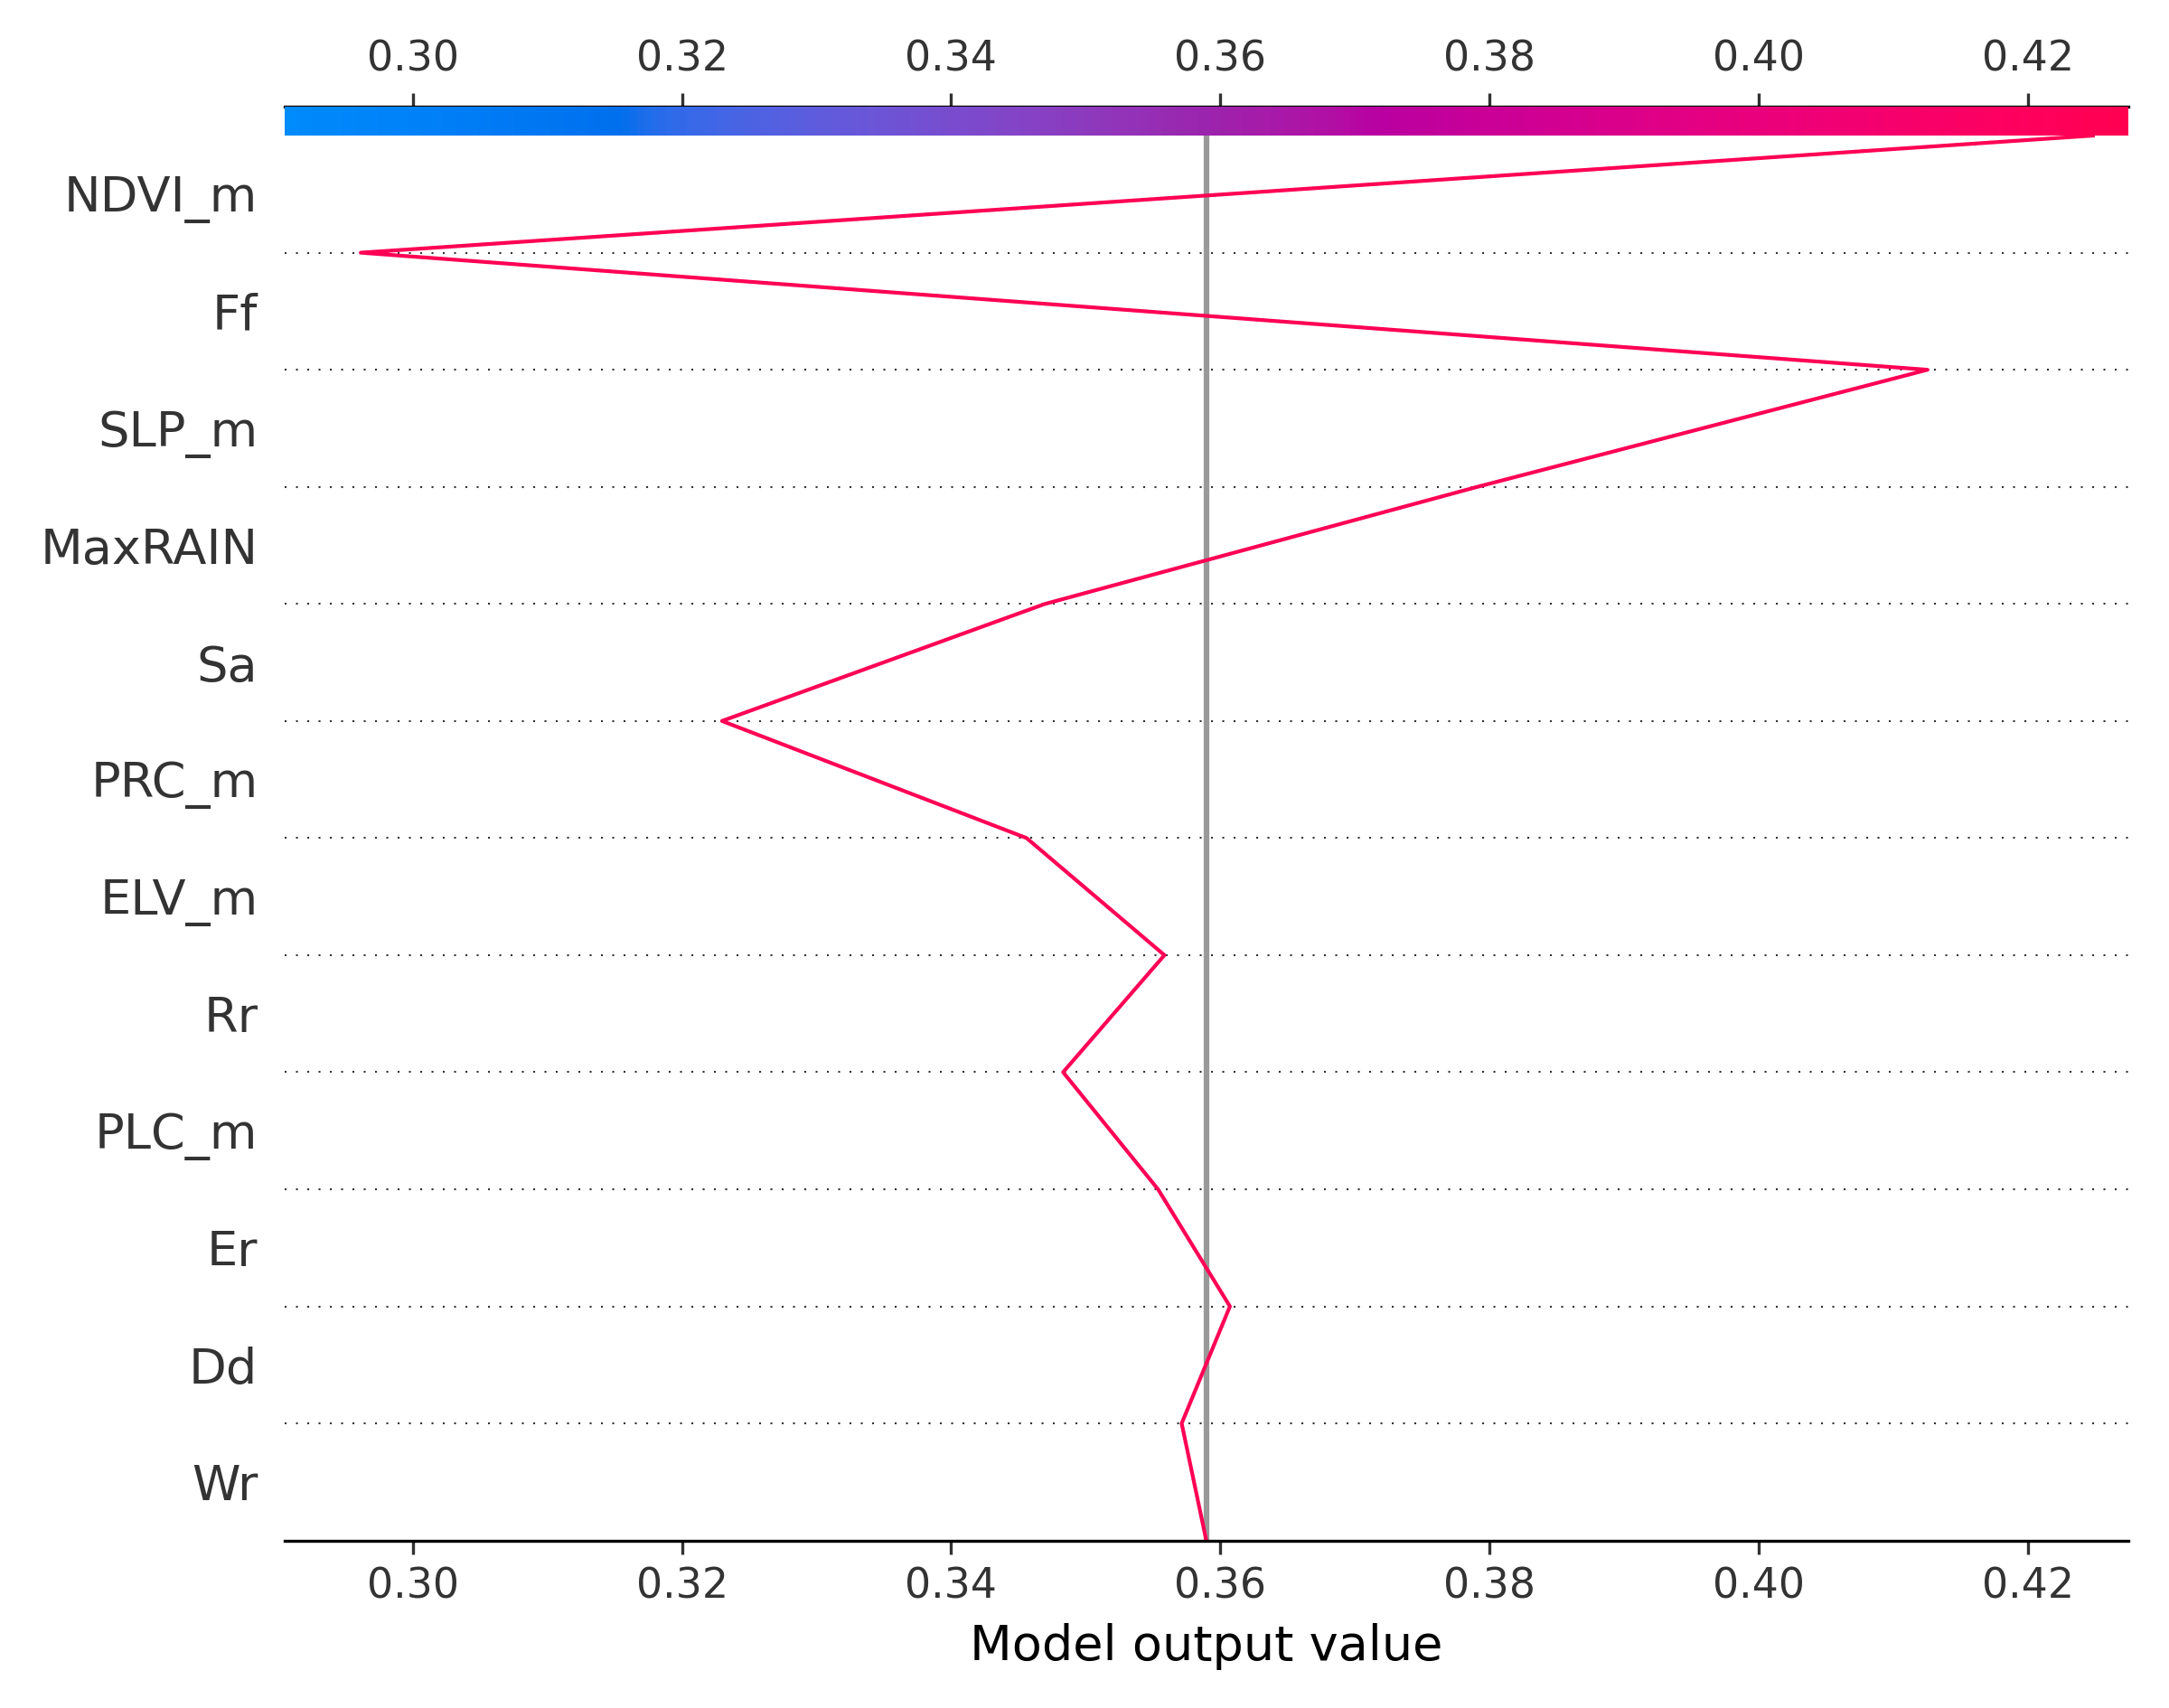 0.30 0.32 0.34 0.36 0.38 0.40 0.42
NDVI_m
Ff
SLP_m
MaxRAIN
Sa
PRC_m
ELV_m
Rr
PLC_m
Er
Dd
Wr
0.30 0.32 0.34 0.36 0.38 0.40 0.42
Model output value